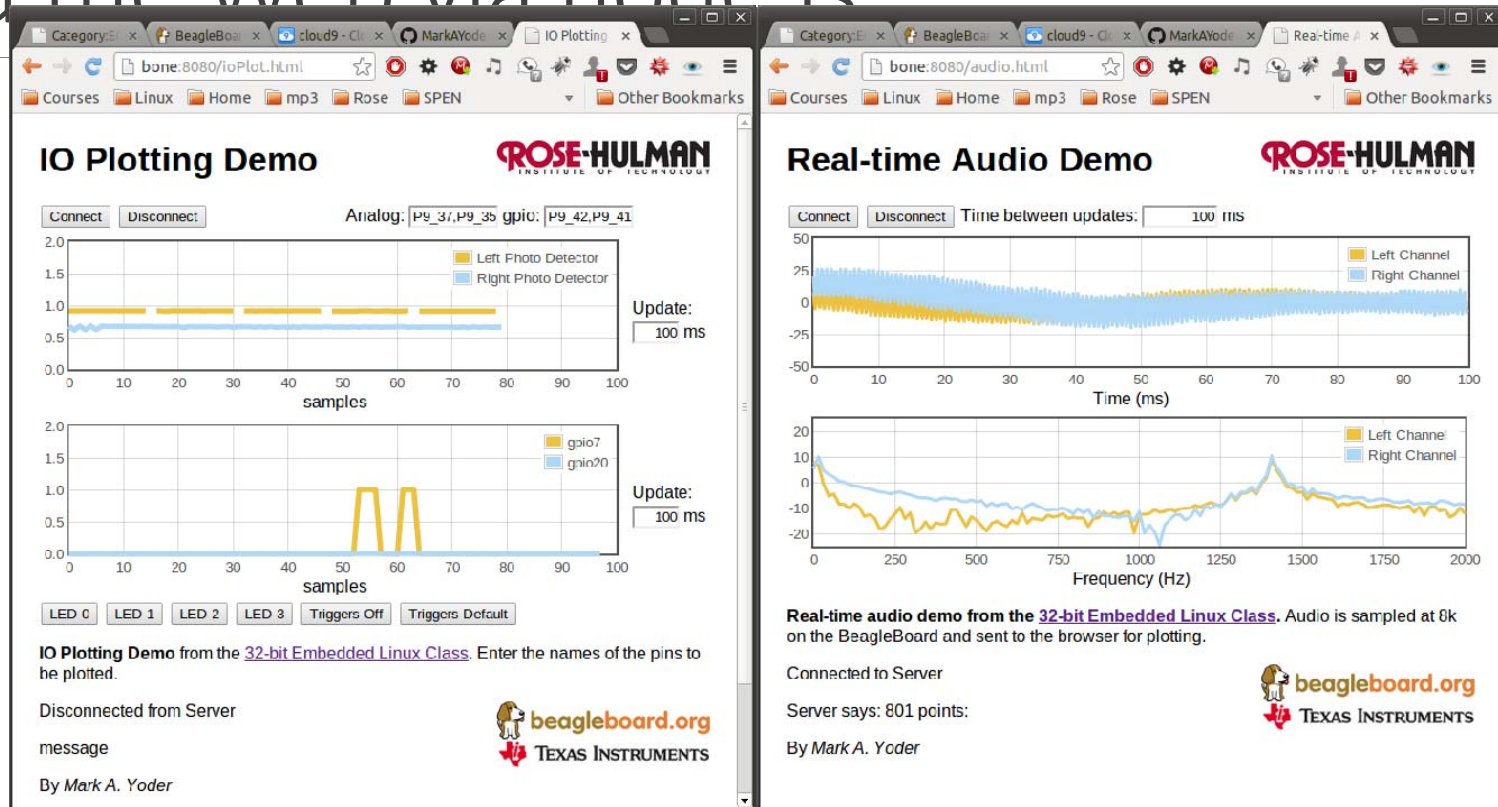 Category:E
BeagleBoar
cloud9 - Clo
MarkAYode
IO Plotting
bone:8080/ioPlot.html
Courses
Linux
Home
mp3
Rose
SPEN
Other Bookmarks
IO Plotting Demo
ROSE-HULMAN
INSTITUTE OF TECHNOLOGY
Connect
Disconnect
Analog: P9_37,P9_35 gpio: P9_42,P9_41
2.0
1.5
1.0
0.5
0.0
Left Photo Detector
Right Photo Detector
Update:
100 ms
0 10 20 30 40 50 60 70 80 90 100
samples
2.0
1.5
1.0
0.5
0.0
gpio7
gpio20
Update:
100 ms
0 10 20 30 40 50 60 70 80 90 100
samples
LED 0
LED 1
LED 2
LED 3
Triggers Off
Triggers Default
IO Plotting Demo from the 32-bit Embedded Linux Class. Enter the names of the pins to
be plotted.
Disconnected from Server
message
By Mark A. Yoder
beagleboard.org
TEXAS INSTRUMENTS
Category:E
BeagleBoar
cloud9 - Clo
MarkAYode
Real-time A
bone:8080/audio.html
Courses
Linux
Home
mp3
Rose
SPEN
Other Bookmarks
Real-time Audio Demo
ROSE-HULMAN
INSTITUTE OF TECHNOLOGY
Connect
Disconnect
Time between updates: 100 ms
50
25
0
-25
-50
Left Channel
Right Channel
0 10 20 30 40 50 60 70 80 90 100
Time (ms)
20
10
0
-10
-20
Left Channel
Right Channel
0 250 500 750 1000 1250 1500 1750 2000
Frequency (Hz)
Real-time audio demo from the 32-bit Embedded Linux Class. Audio is sampled at 8k
on the BeagleBoard and sent to the browser for plotting.
Connected to Server
Server says: 801 points:
By Mark A. Yoder
beagleboard.org
TEXAS INSTRUMENTS